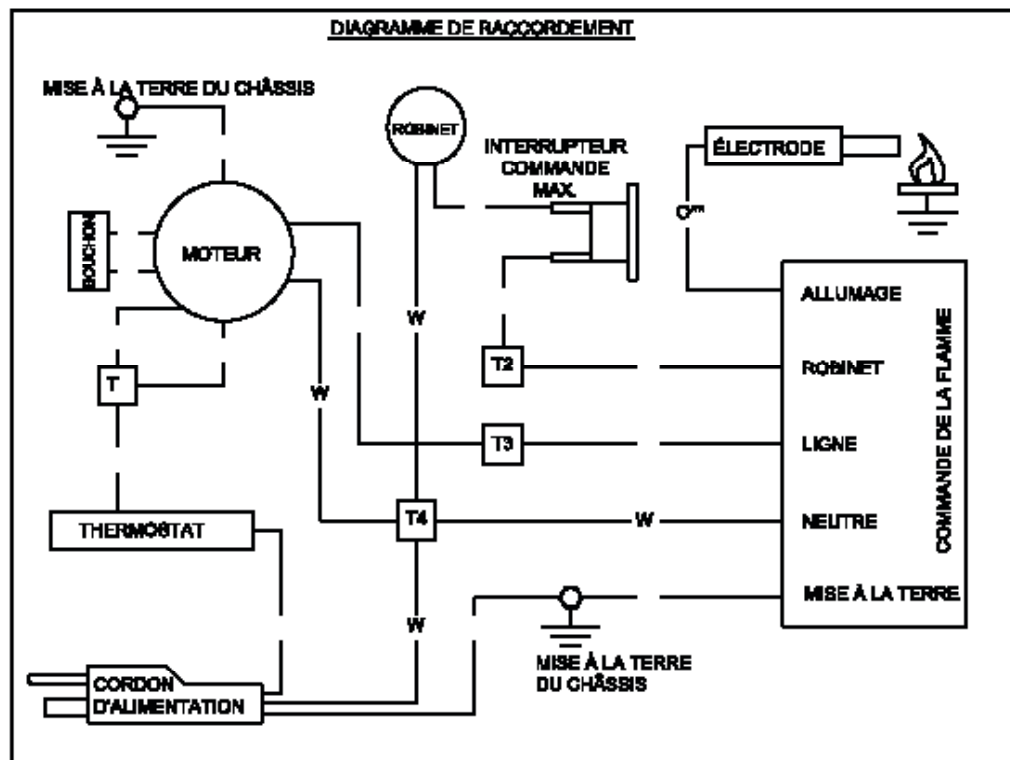 DIAGRAMME DE RACCORDEMENT
MISE À LA TERRE DU CHÂSSIS
ROBINET
INTERRUPTEUR
COMMANDE
MAX.
ÉLECTRODE
BOUCHON
MOTEUR
ALLUMAGE
W
T2
ROBINET
T
W
T3
LIGNE
COMMANDE DE LA FLAMME
THERMOSTAT
T4
W
NEUTRE
MISE À LA TERRE
W
MISE À LA TERRE
DU CHÂSSIS
CORDON
D'ALIMENTATION